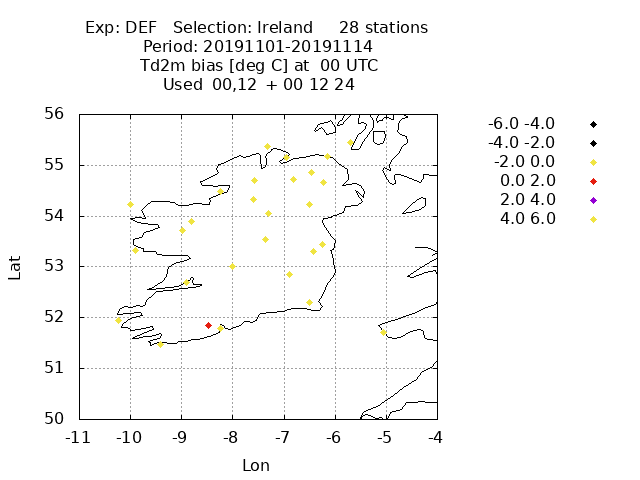 Exp: DEF Selection: Ireland 28 stations
Period: 20191101-20191114
Td2m bias [deg C] at 00 UTC
Used 00,12 + 00 12 24
56
55
54
53
52
51
50
-11 -10 -9 -8 -7 -6 -5 -4
Lat
Lon
-6.0 -4.0
-4.0 -2.0
-2.0 0.0
0.0 2.0
2.0 4.0
4.0 6.0